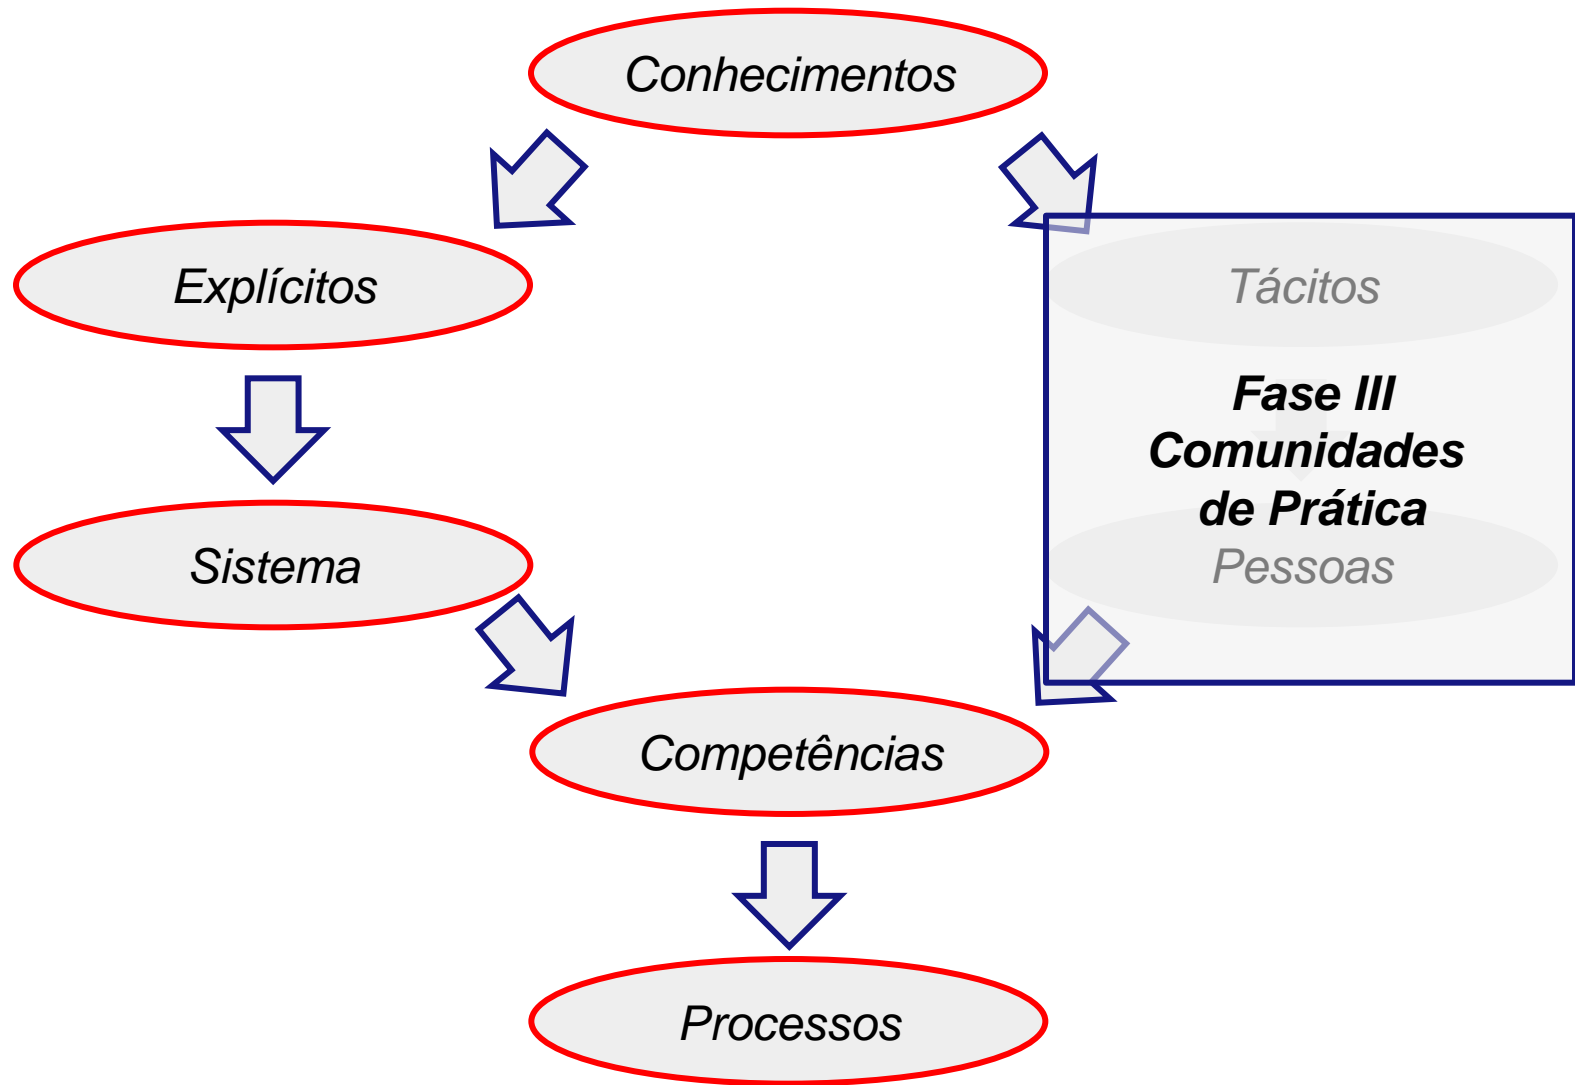 Conhecimentos
Explícitos
Tácitos
Fase III
Comunidades
de Prática
Sistema
Pessoas
Competências
Processos